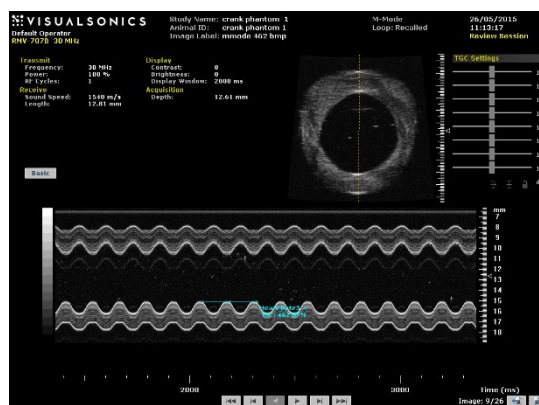 VISUALSONICS
Default Operator
RMV-707B 30 MHz
Study Name: crank phantom 1
Animal ID: crank phantom 1
Image Label: mmode 462 bmp
M-Mode
Loop: Recalled
26/05/2015
11:13:17
Review Session
Transmit
Frequency: 30 MHz
Power: 100 %
RF Cycles: 1
Receive
Sound Speed: 1540 m/s
Length: 12.81 mm
Display
Contrast: 0
Brightness: 0
Display Window: 2000 ms
Acquisition
Depth: 12.61 mm
TGC Settings
Basic
mm
7
8
9
10
11
12
13
14
15
16
17
18
Heart Rate
462
2000
3000
Time (ms)
Image: 9/26